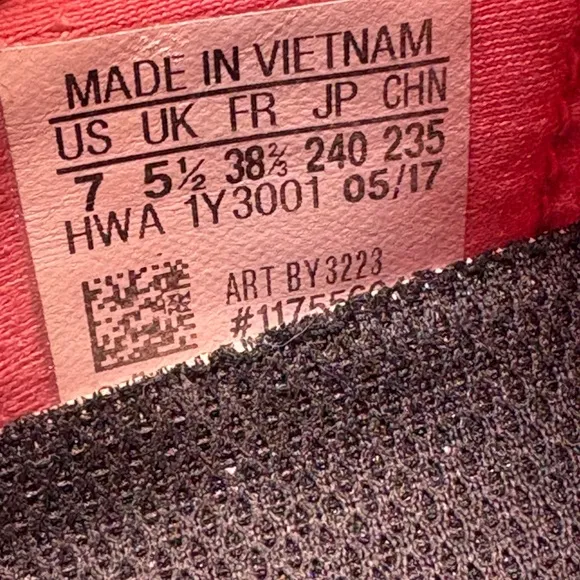 MADE IN VIETNAM
US UK FR JP CHN
7 5½ 38⅔ 240 235
HWA 1Y3001 05/17
ART BY3223